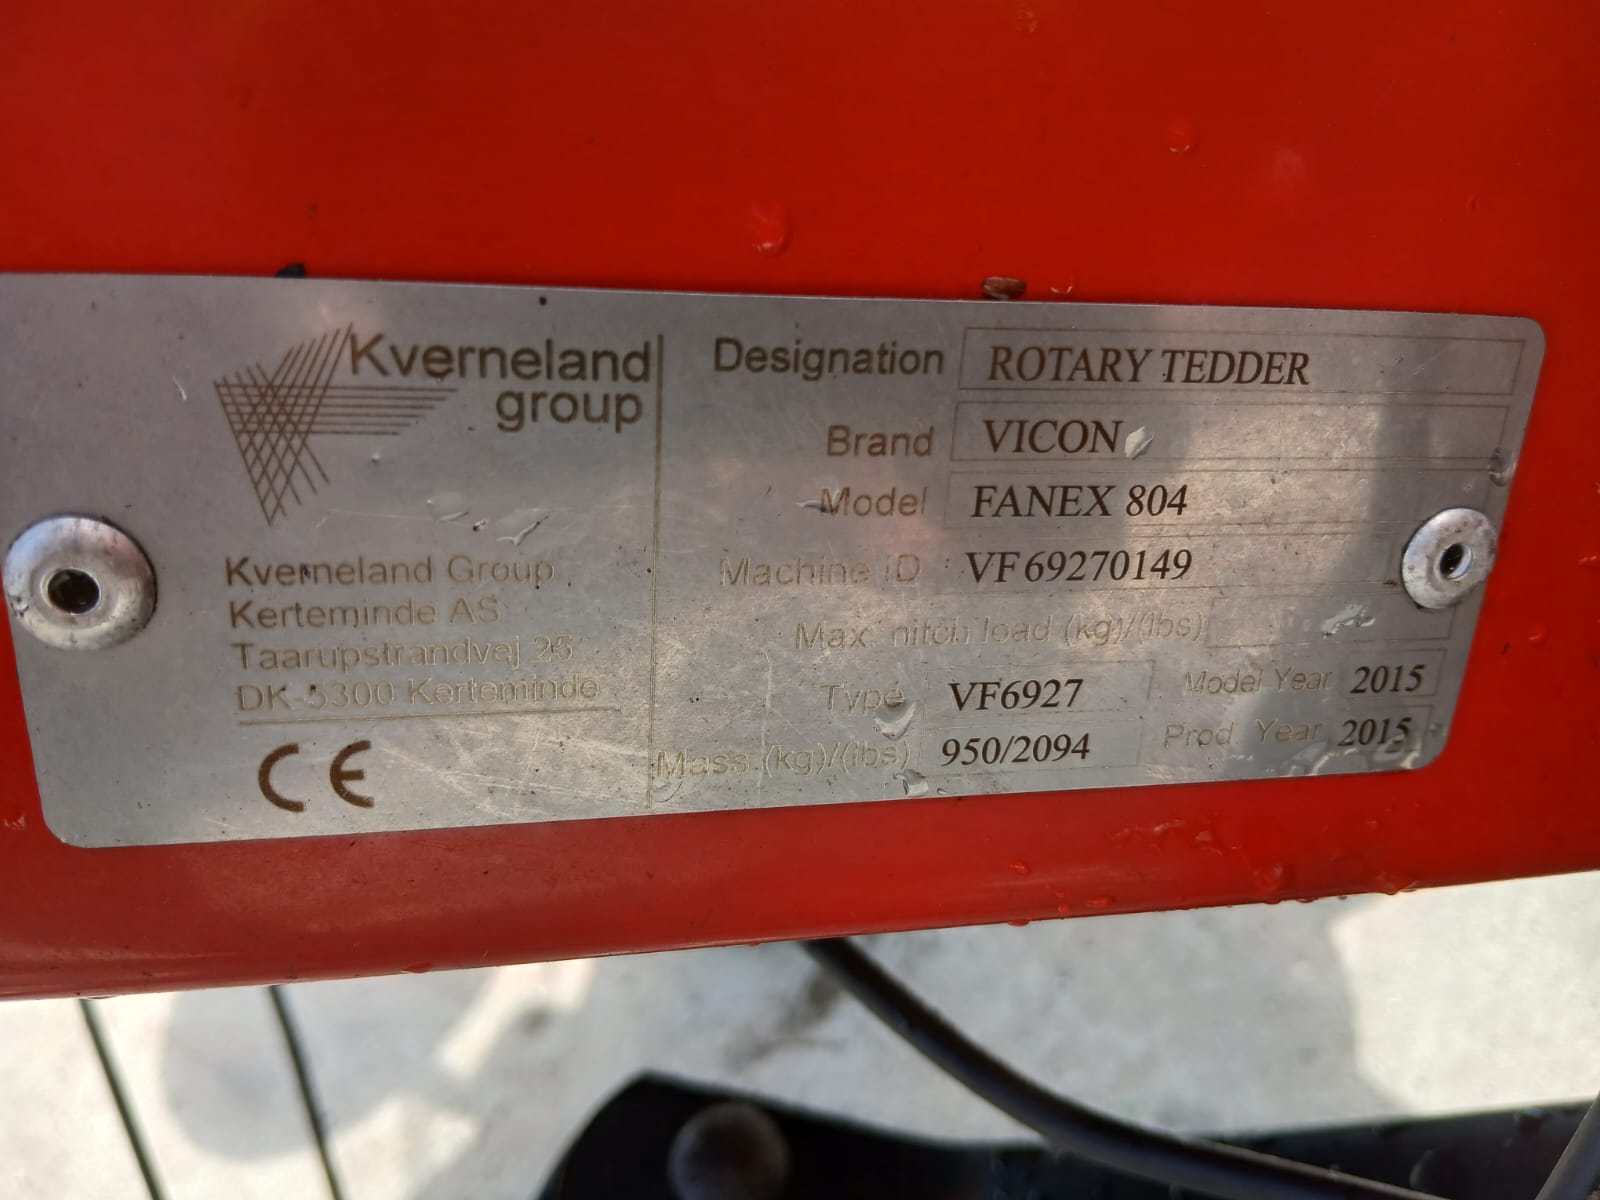 Kverneland
group
Kverneland Group
Kerteminde AS
Taarupstrandvej 25
DK-5300 Kerteminde
CE
Designation ROTARY TEDDER
Brand VICON
Model FANEX 804
Machine ID VF69270149
Max. hitch load (kg)/(lbs)
Type VF6927 Model Year 2015
Mass (kg)/(lbs) 950/2094 Prod. Year 2015